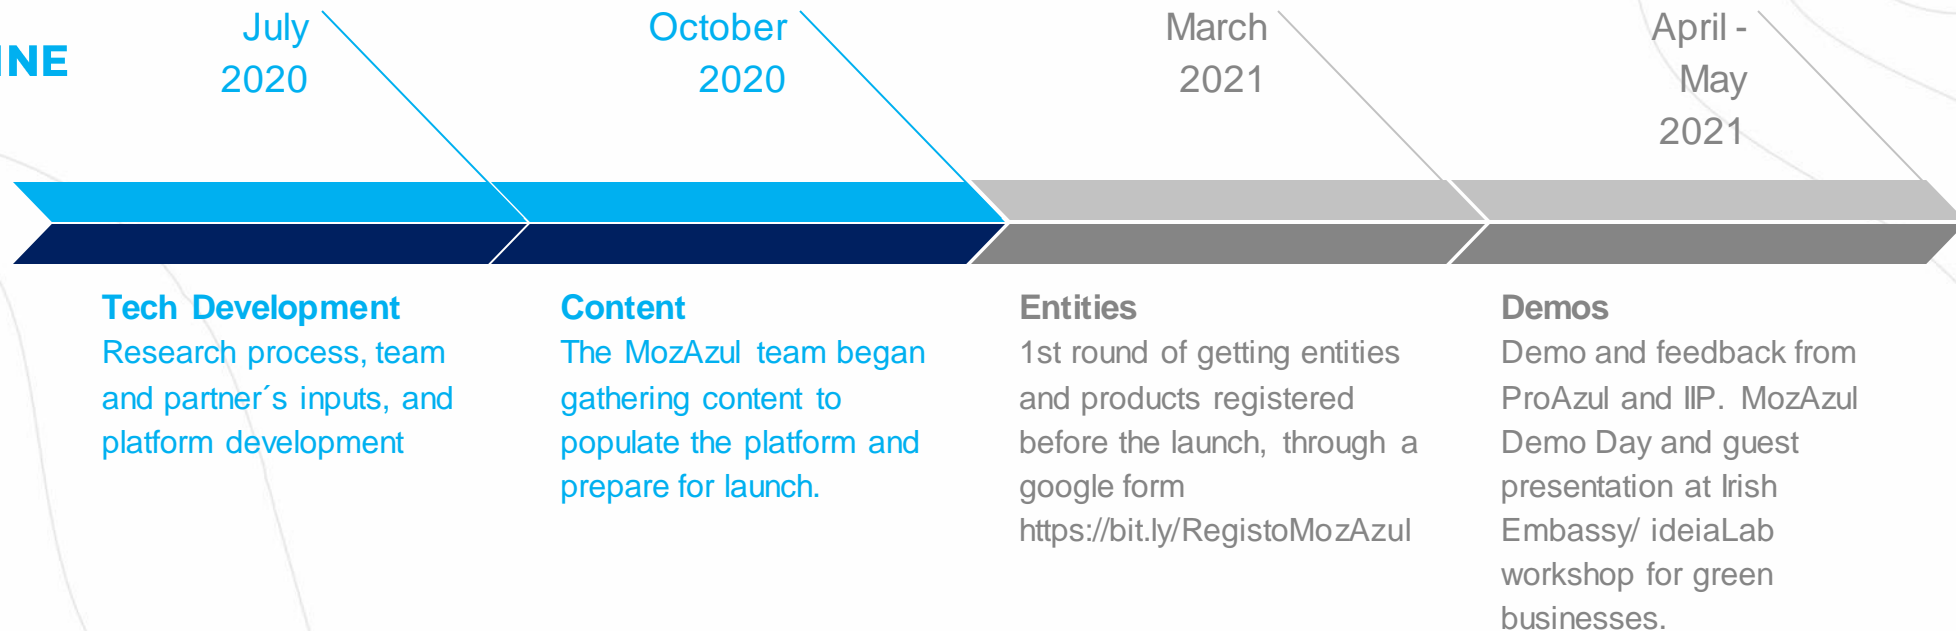 INE
July
2020
October
2020
March
2021
April -
May
2021
Tech Development
Research process, team
and partner´s inputs, and
platform development
Content
The MozAzul team began
gathering content to
populate the platform and
prepare for launch.
Entities
1st round of getting entities
and products registered
before the launch, through a
google form
https://bit.ly/RegistoMozAzul
Demos
Demo and feedback from
ProAzul and IIP. MozAzul
Demo Day and guest
presentation at Irish
Embassy/ ideiaLab
workshop for green
businesses.